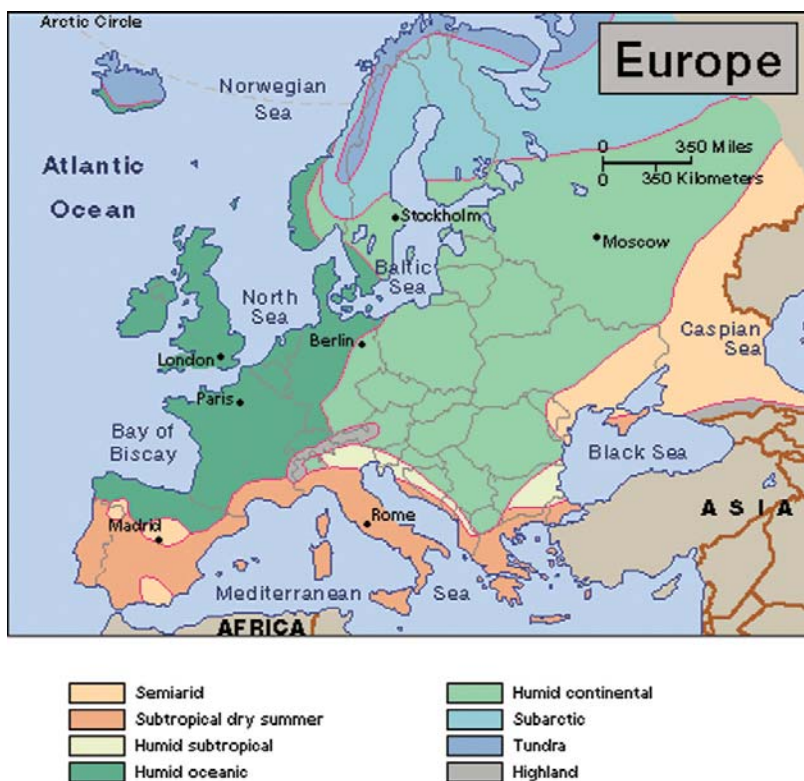 Arctic Circle
Europe
Norwegian
Sea
Atlantic
Ocean
0 350 Miles
0 350 Kilometers
Stockholm
Moscow
Baltic
Sea
North
Sea
Berlin
Caspian
Sea
London
Paris
Bay of
Biscay
Black Sea
ASIA
Madrid
Rome
Mediterranean Sea
AFRICA
Semiarid
Subtropical dry summer
Humid subtropical
Humid oceanic
Humid continental
Subarctic
Tundra
Highland